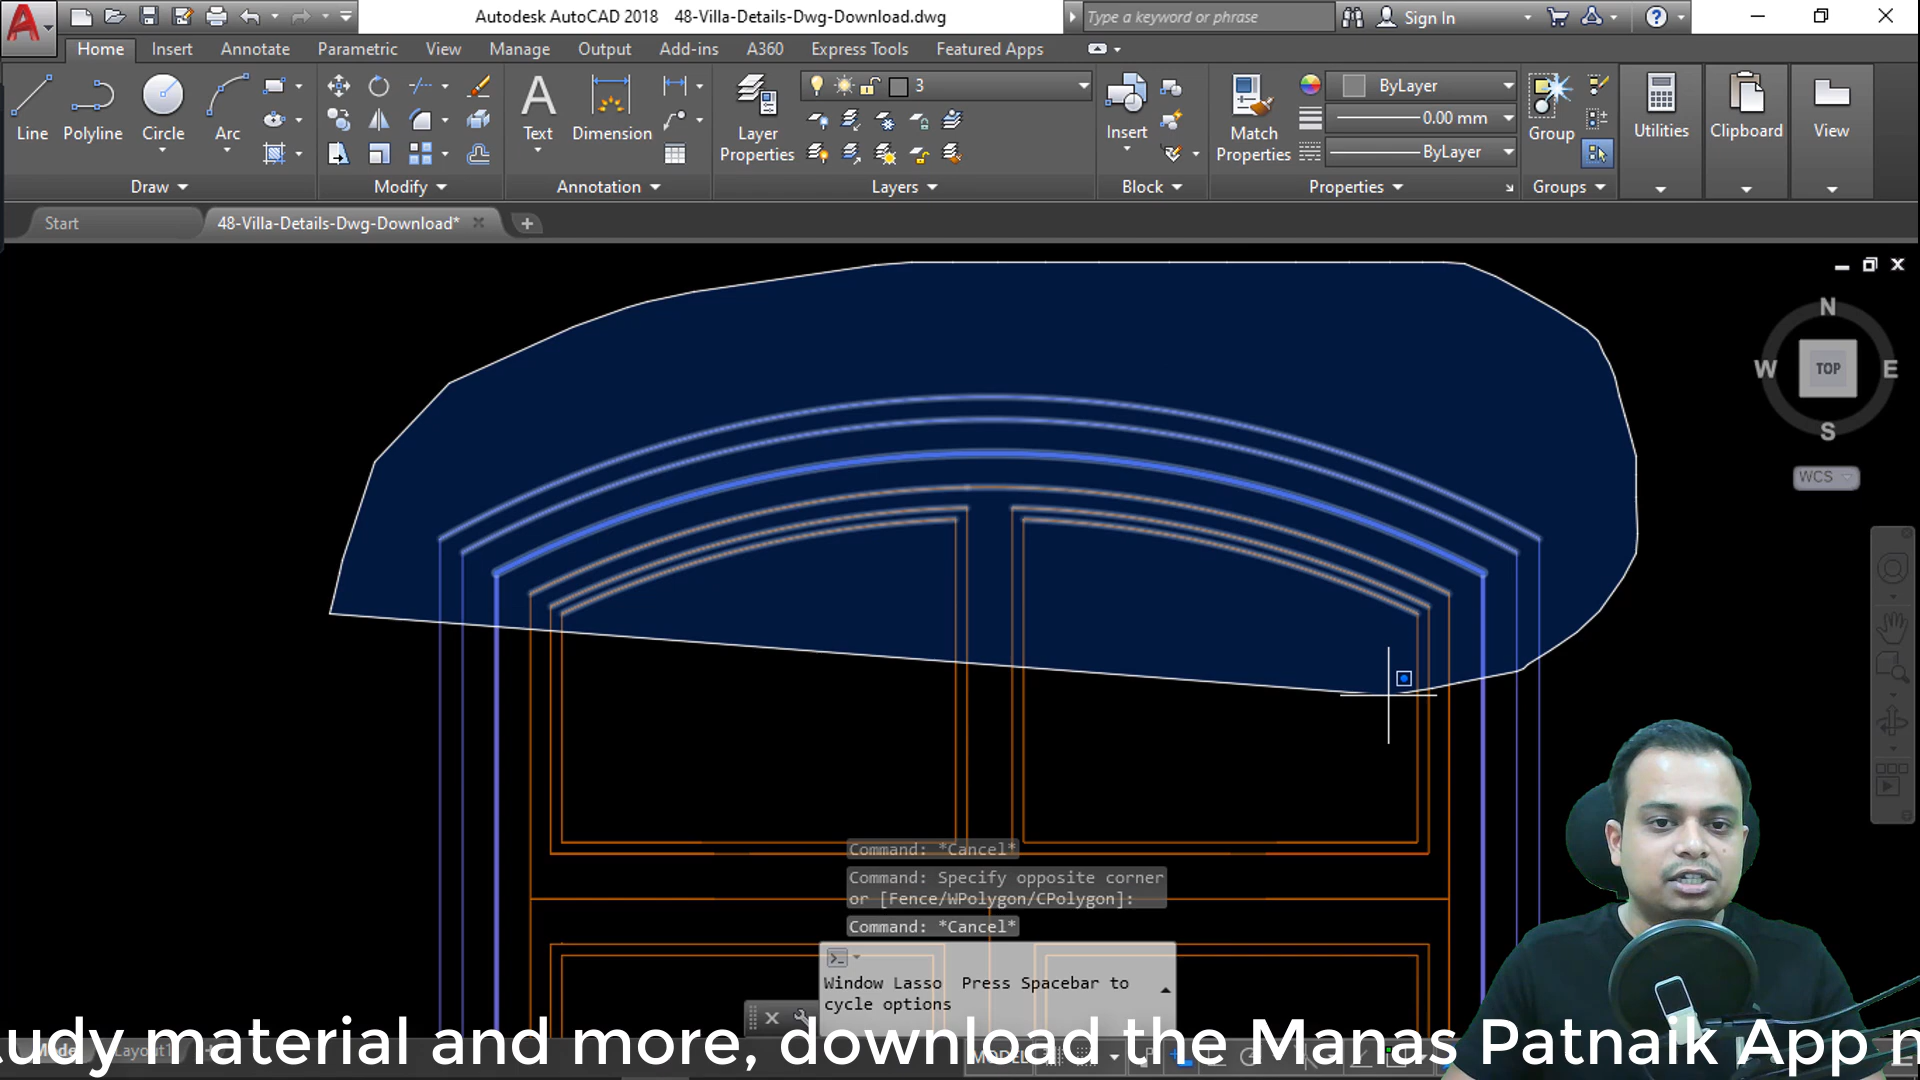 Autodesk AutoCAD 2018 48-Villa-Details-Dwg-Download.dwg
Type a keyword or phrase
Sign In
Home Insert Annotate Parametric View Manage Output Add-ins A360 Express Tools Featured Apps
Line Polyline Circle Arc
Text Dimension
Layer Properties
3
Insert
Match Properties
ByLayer
0.00 mm
ByLayer
Group
Utilities Clipboard View
Draw Modify Annotation Layers Block Properties Groups
Start 48-Villa-Details-Dwg-Download*
N
W TOP E
S
WCS
Command: *Cancel*
Command: Specify opposite corner
or [Fence/WPolygon/CPolygon]:
Command: *Cancel*
Window Lasso Press Spacebar to
cycle options
Model Layout1
MODEL
tudy material and more, download the Manas Patnaik App n